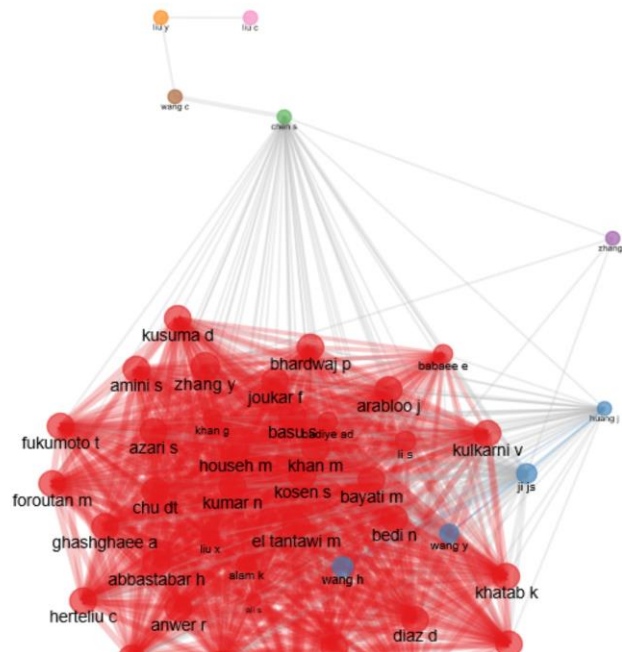 liu y
liu c
wang c
chen s
zhang
kusuma d
bhardwaj p
babaee e
amini s
zhang y
joukar f
arabloo j
huang j
fukumoto t
khan g
basu s
badiye ad
kulkarni v
azari s
li s
househ m
khan m
ji js
foroutan m
chu dt
kumar n
kosen s
bayati m
ghashghaee a
liu x
el tantawi m
bedi n
wang y
abbastabar h
alam k
wang h
khatab k
herteliu c
anwer r
diaz d